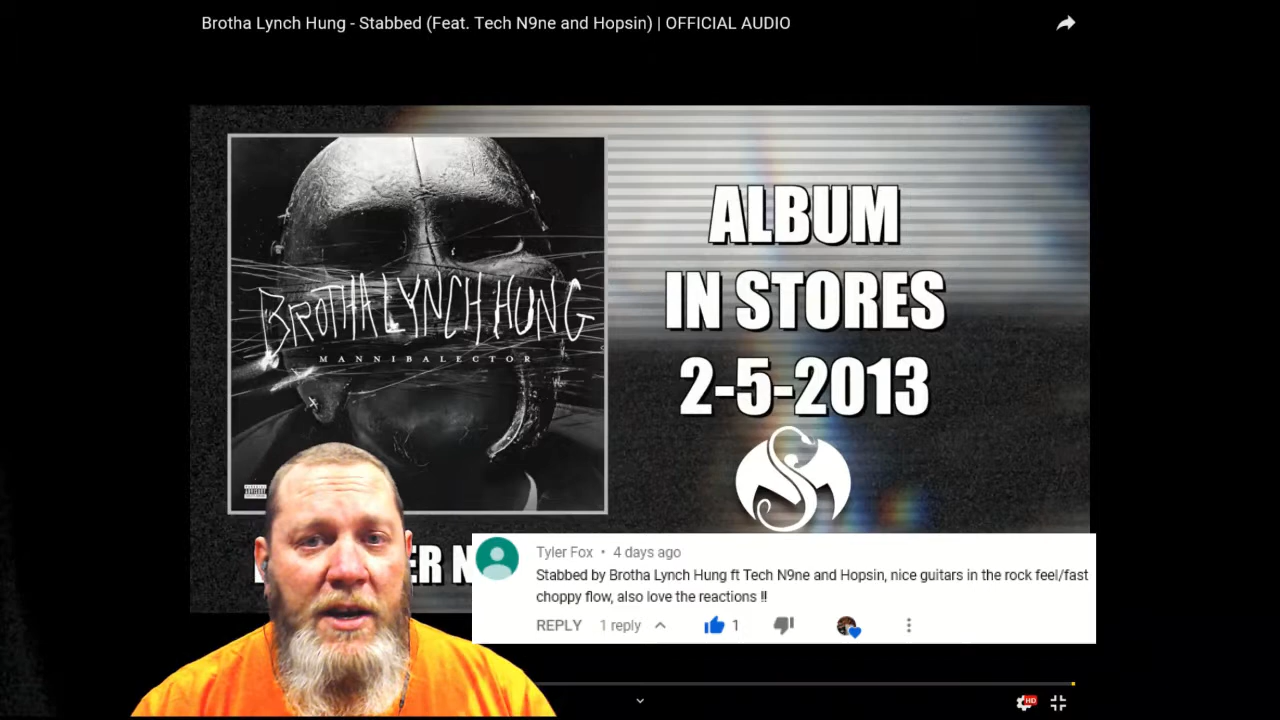 Brotha Lynch Hung - Stabbed (Feat. Tech N9ne and Hopsin) | OFFICIAL AUDIO
BROTHA LYNCH HUNG
MANNIBALECTOR
ALBUM
IN STORES
2-5-2013
Tyler Fox • 4 days ago
Stabbed by Brotha Lynch Hung ft Tech N9ne and Hopsin, nice guitars in the rock feel/fast
choppy flow, also love the reactions !!
REPLY 1 reply 1
HD